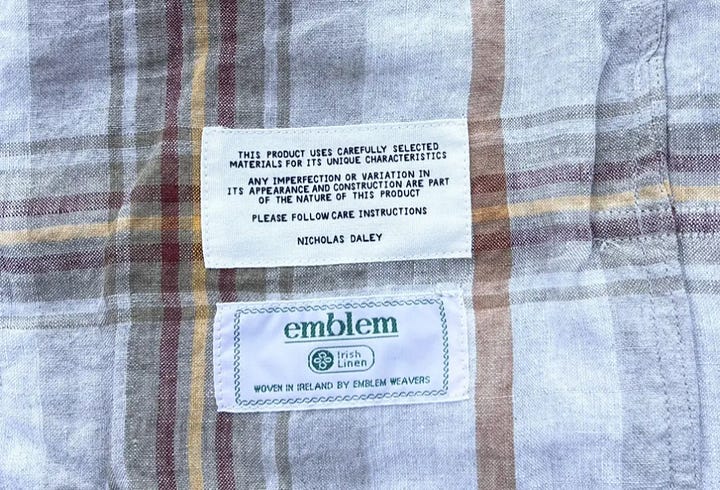 THIS PRODUCT USES CAREFULLY SELECTED
MATERIALS FOR ITS UNIQUE CHARACTERISTICS
ANY IMPERFECTION OR VARIATION IN
ITS APPEARANCE AND CONSTRUCTION ARE PART
OF THE NATURE OF THIS PRODUCT
PLEASE FOLLOW CARE INSTRUCTIONS
NICHOLAS DALEY
emblem
Irish
Linen
WOVEN IN IRELAND BY EMBLEM WEAVERS